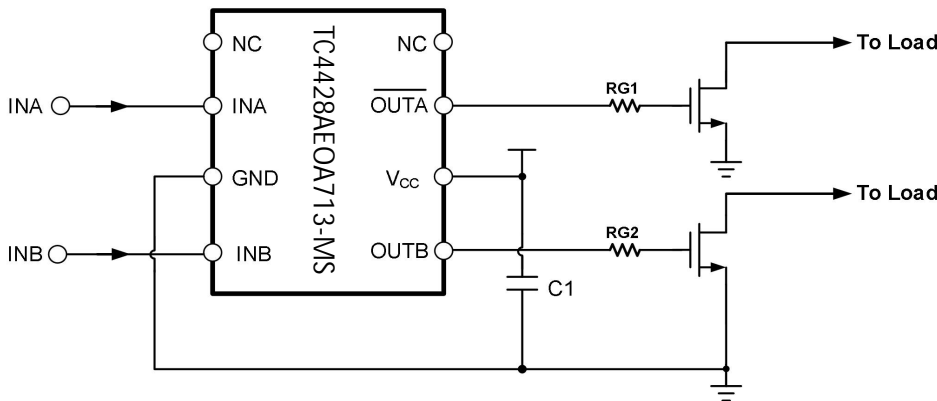 NC
NC
To Load
INA
INA
OUTA
RG1
TC4428AEOA713-MS
GND
VCC
To Load
INB
INB
OUTB
RG2
C1